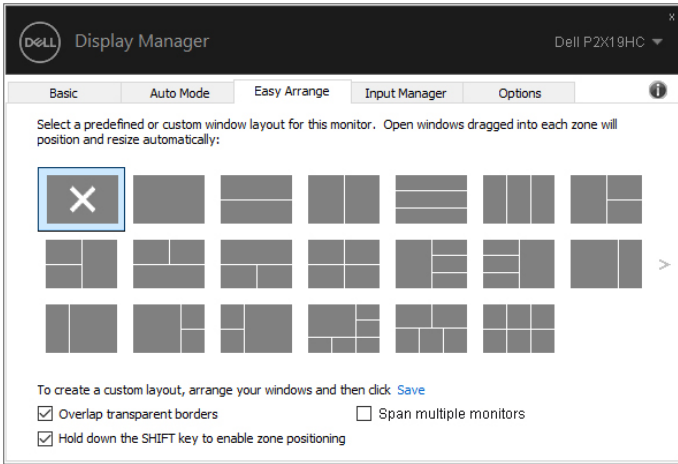 x
DELL Display Manager Dell P2X19HC
Basic Auto Mode Easy Arrange Input Manager Options i
Select a predefined or custom window layout for this monitor. Open windows dragged into each zone will
position and resize automatically:
>
To create a custom layout, arrange your windows and then click Save
Overlap transparent borders Span multiple monitors
Hold down the SHIFT key to enable zone positioning